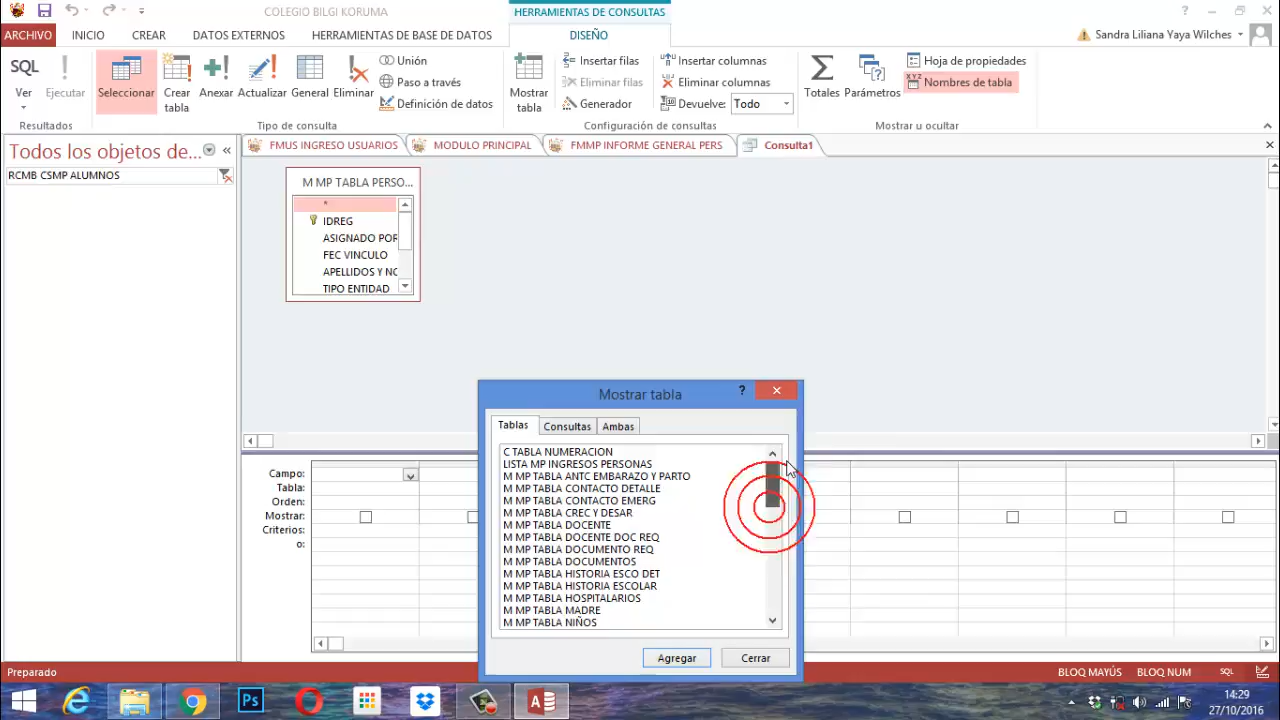 COLEGIO BILGI KORUMA
HERRAMIENTAS DE CONSULTAS
?
ARCHIVO
INICIO
CREAR
DATOS EXTERNOS
HERRAMIENTAS DE BASE DE DATOS
DISEÑO
Sandra Liliana Yaya Wilches
SQL
Ver
Ejecutar
Resultados
Seleccionar
Crear
tabla
Anexar
Actualizar
General
Eliminar
Unión
Paso a través
Definición de datos
Tipo de consulta
Mostrar
tabla
Insertar filas
Eliminar filas
Generador
Insertar columnas
Eliminar columnas
Devuelve: Todo
Configuración de consultas
Totales
Parámetros
Hoja de propiedades
XYZ Nombres de tabla
Mostrar u ocultar
Todos los objetos de...
RCMB CSMP ALUMNOS
FMUS INGRESO USUARIOS
MODULO PRINCIPAL
FMMP INFORME GENERAL PERS
Consulta1
M MP TABLA PERSO...
*
IDREG
ASIGNADO POR
FEC VINCULO
APELLIDOS Y NO
TIPO ENTIDAD
Campo:
Tabla:
Orden:
Mostrar:
Criterios:
o:
Mostrar tabla
?
Tablas
Consultas
Ambas
C TABLA NUMERACION
LISTA MP INGRESOS PERSONAS
M MP TABLA ANTC EMBARAZO Y PARTO
M MP TABLA CONTACTO DETALLE
M MP TABLA CONTACTO EMERG
M MP TABLA CREC Y DESAR
M MP TABLA DOCENTE
M MP TABLA DOCENTE DOC REQ
M MP TABLA DOCUMENTO REQ
M MP TABLA DOCUMENTOS
M MP TABLA HISTORIA ESCO DET
M MP TABLA HISTORIA ESCOLAR
M MP TABLA HOSPITALARIOS
M MP TABLA MADRE
M MP TABLA NIÑOS
Agregar
Cerrar
Preparado
BLOQ MAYÚS
BLOQ NUM
SQL
Ps
14:29
27/10/2016